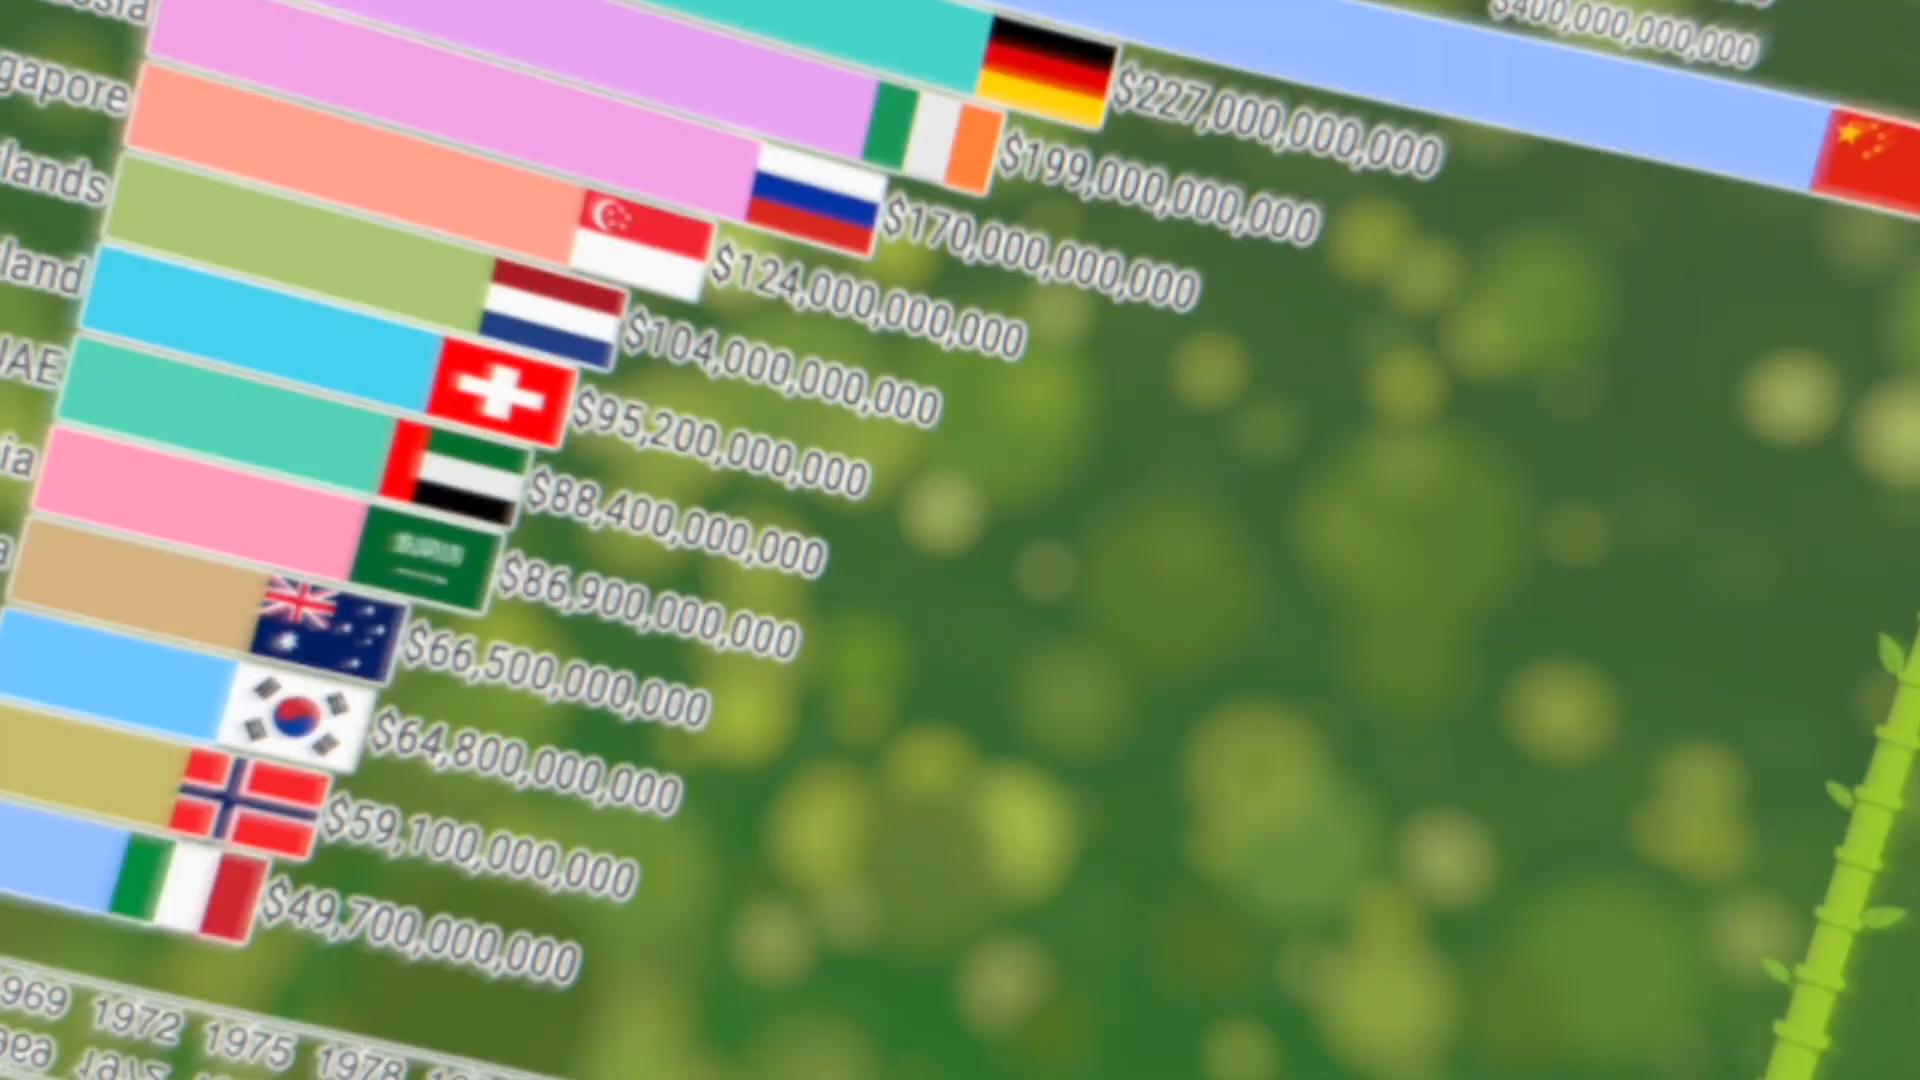 $400,000,000,000
$227,000,000,000
$199,000,000,000
$170,000,000,000
gapore $124,000,000,000
lands $104,000,000,000
land $95,200,000,000
UAE $88,400,000,000
ia $86,900,000,000
a $66,500,000,000
$64,800,000,000
$59,100,000,000
$49,700,000,000
969 1972 1975 1978